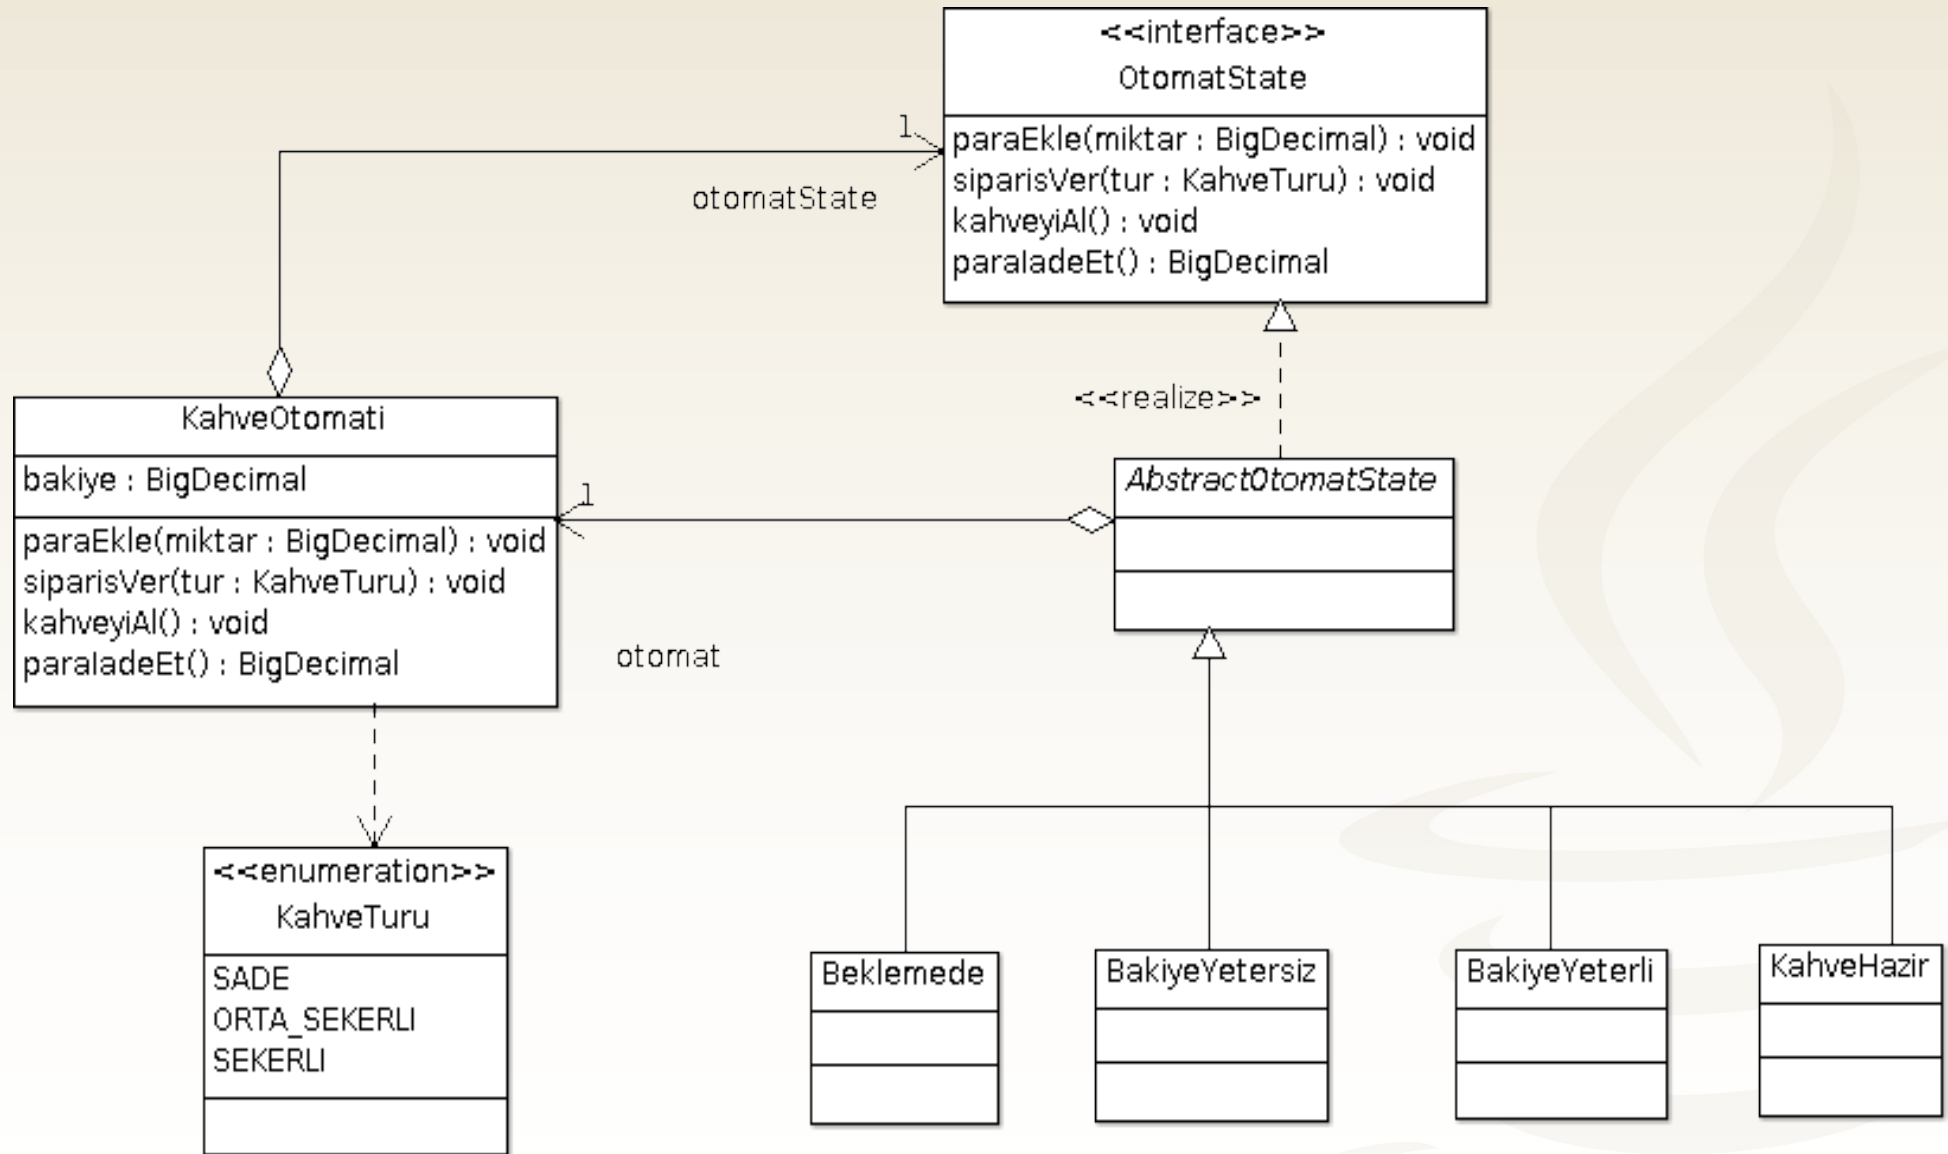 <<interface>>
OtomatState
paraEkle(miktar : BigDecimal) : void
siparisVer(tur : KahveTuru) : void
kahveyiAl() : void
paraIadeEt() : BigDecimal
1
otomatState
<<realize>>
KahveOtomati
bakiye : BigDecimal
paraEkle(miktar : BigDecimal) : void
siparisVer(tur : KahveTuru) : void
kahveyiAl() : void
paraIadeEt() : BigDecimal
1
otomat
AbstractOtomatState
<<enumeration>>
KahveTuru
SADE
ORTA_SEKERLI
SEKERLI
Beklemede
BakiyeYetersiz
BakiyeYeterli
KahveHazir